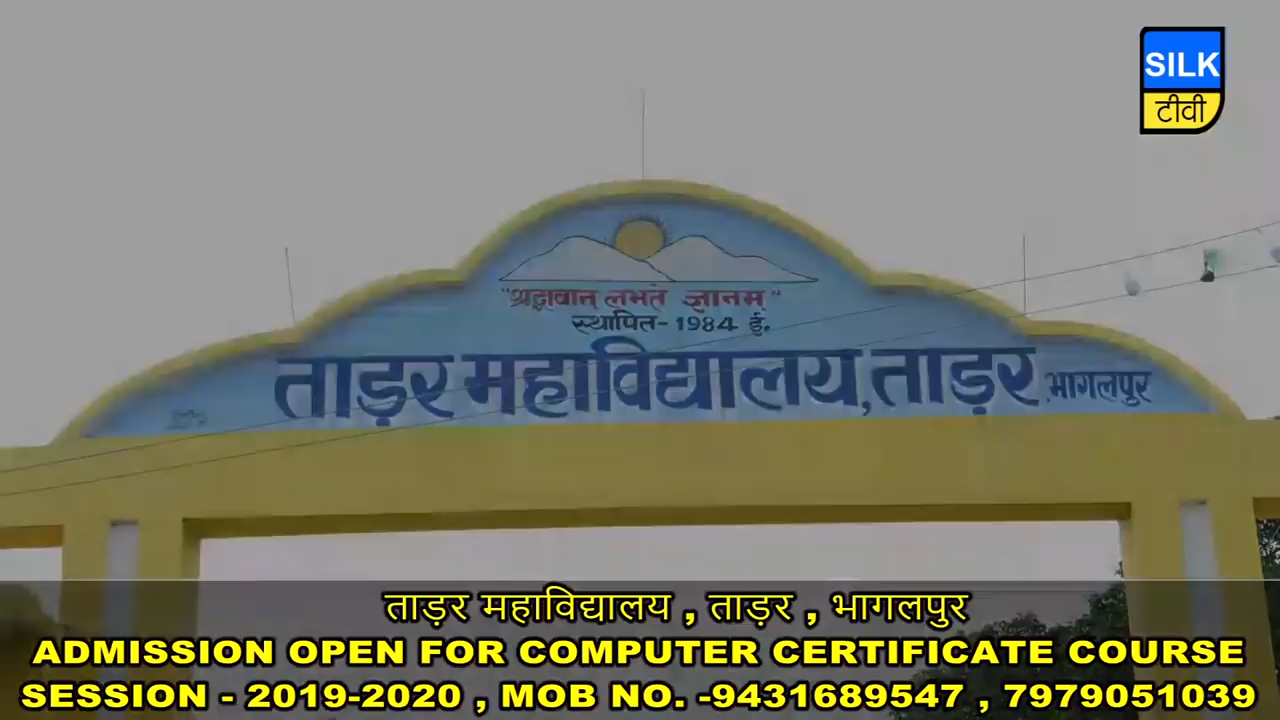 SILK
टीवी
"श्रद्धावान् लभते ज्ञानम्"
स्थापित-1984 ई.
ताड़र महाविद्यालय, ताड़र, भागलपुर
ताड़र महाविद्यालय , ताड़र , भागलपुर
ADMISSION OPEN FOR COMPUTER CERTIFICATE COURSE
SESSION - 2019-2020 , MOB NO. -9431689547 , 7979051039